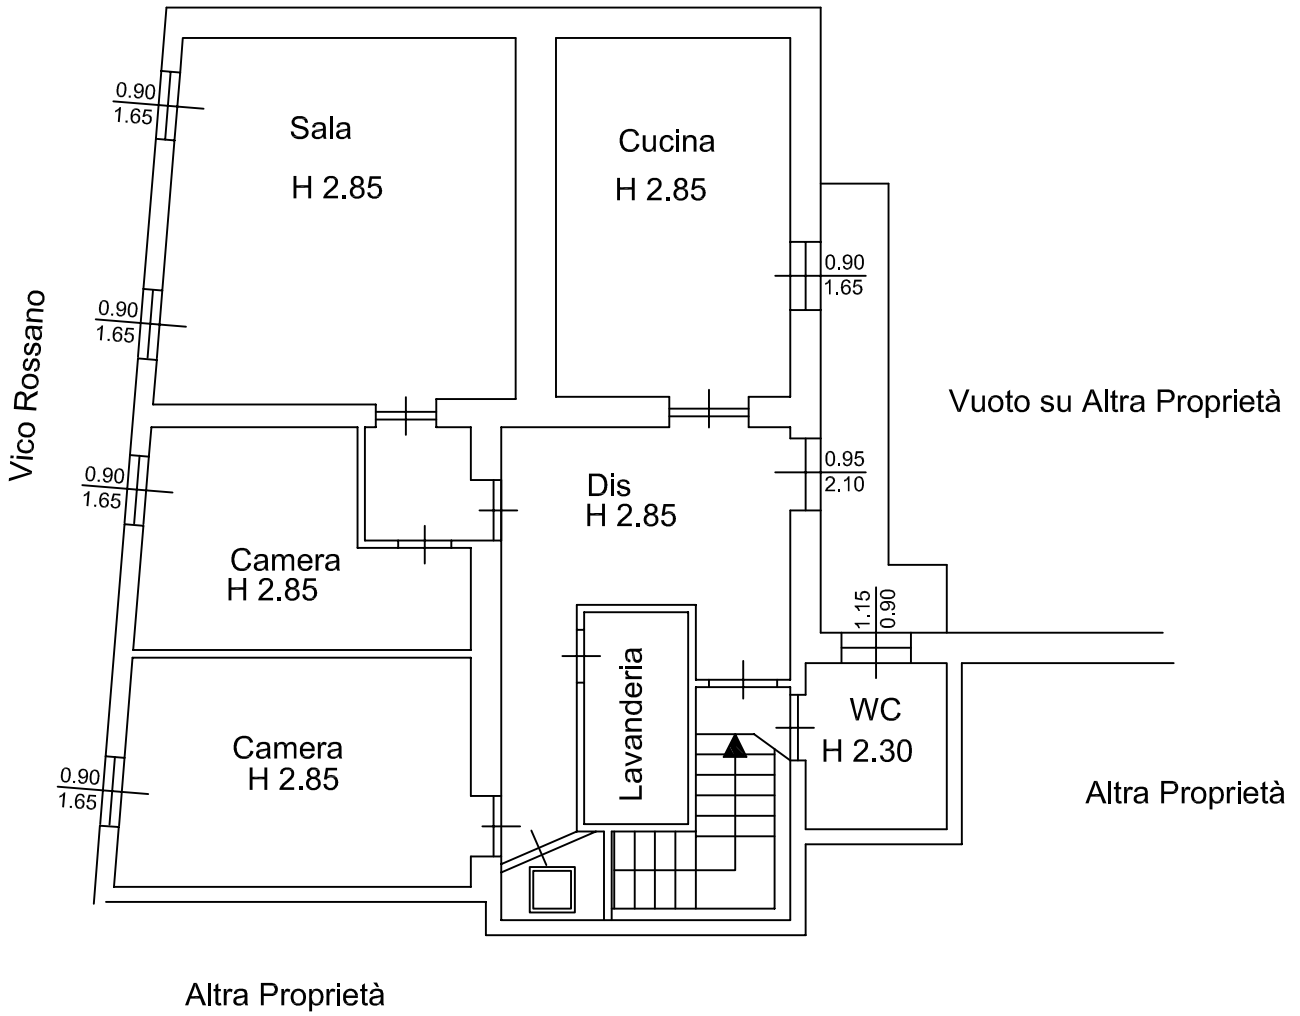 0.90
1.65
Sala
H 2.85
Cucina
H 2.85
0.90
1.65
0.90
1.65
Vico Rossano
Vuoto su Altra Proprietà
0.90
1.65
0.95
2.10
Dis
H 2.85
Camera
H 2.85
1.15
0.90
Lavanderia
WC
H 2.30
Camera
H 2.85
0.90
1.65
Altra Proprietà
Altra Proprietà